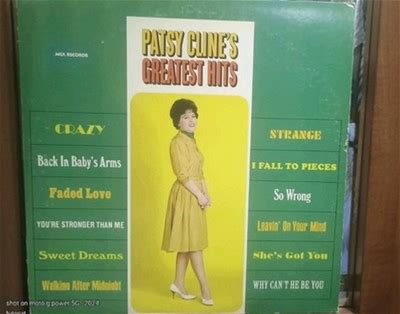 MCA RECORDS
PATSY CLINE'S
GREATEST HITS
CRAZY
Back In Baby's Arms
Faded Love
YOU'RE STRONGER THAN ME
Sweet Dreams
Walking After Midnight
STRANGE
I FALL TO PIECES
So Wrong
Leavin' On Your Mind
She's Got You
WHY CAN'T HE BE YOU
shot on moto g power 5G - 2024